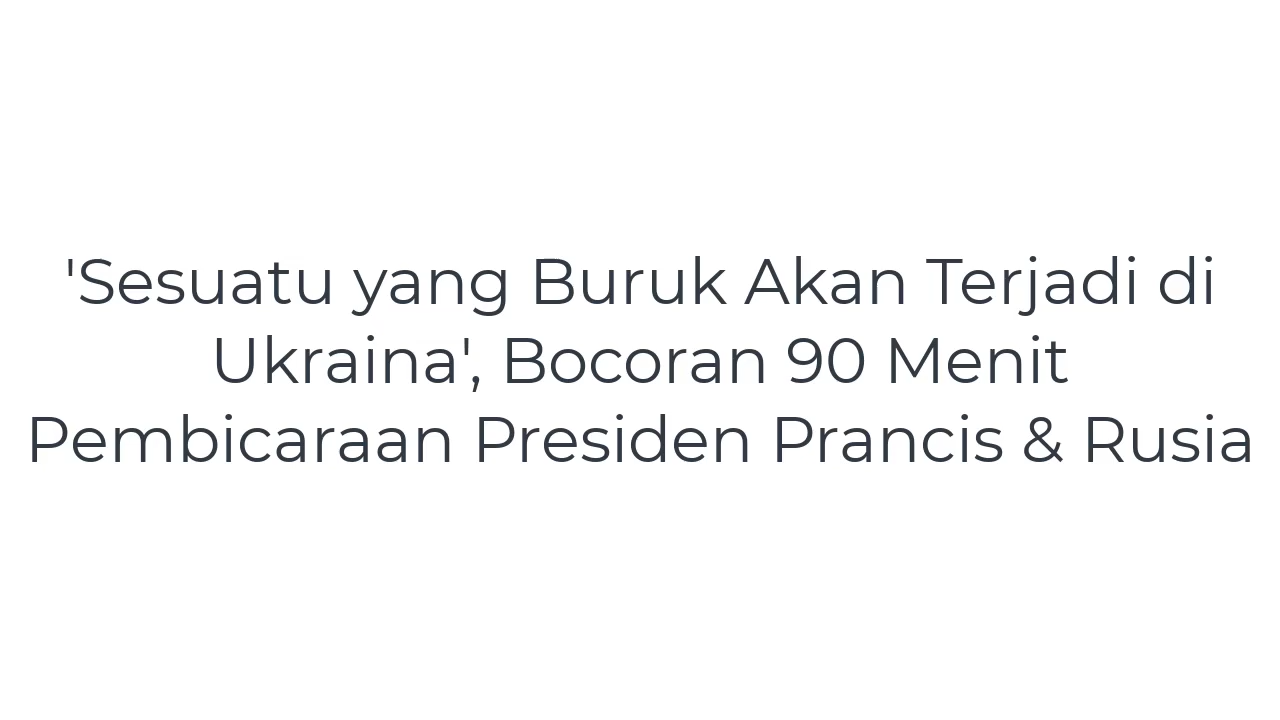 'Sesuatu yang Buruk Akan Terjadi di
Ukraina', Bocoran 90 Menit
Pembicaraan Presiden Prancis & Rusia